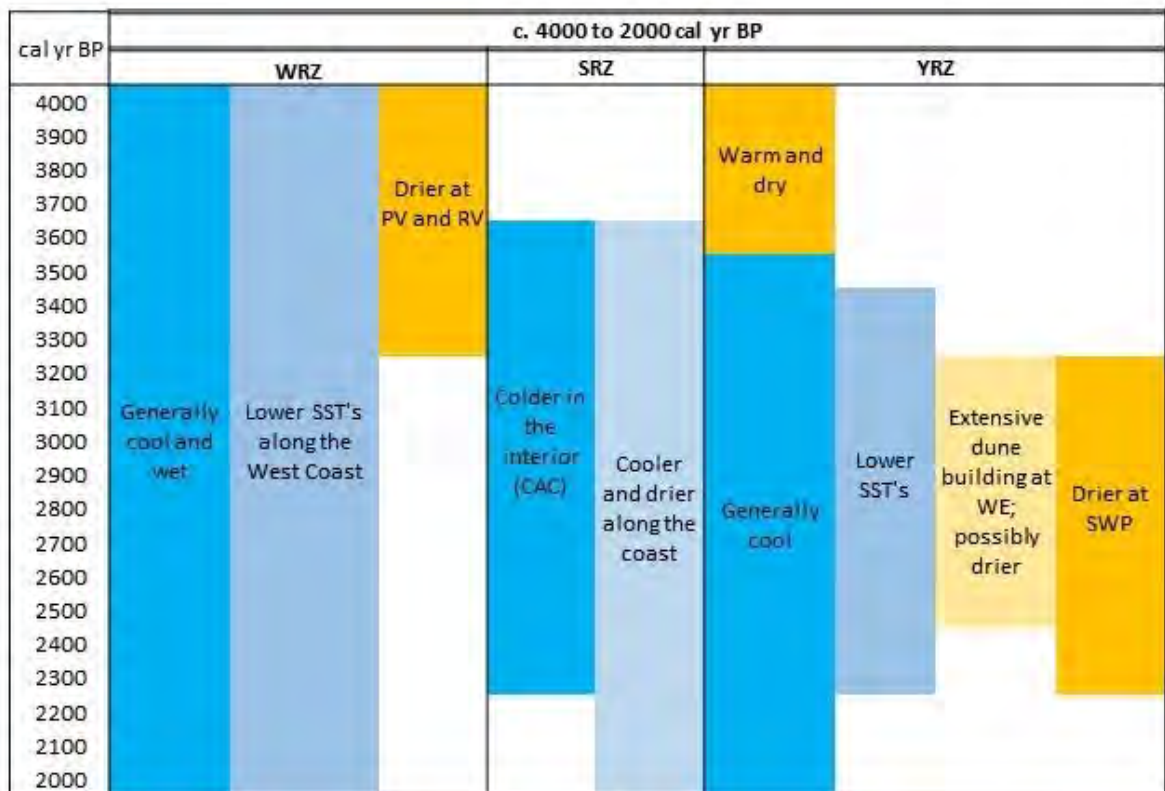 c. 4000 to 2000 cal yr BP
cal yr BP
WRZ
SRZ
YRZ
4000
3900
3800
3700
3600
3500
3400
3300
3200
3100
3000
2900
2800
2700
2600
2500
2400
2300
2200
2100
2000
Generally
cool and
wet
Lower SST's
along the
West Coast
Drier at
PV and RV
Colder in
the
interior
(CAC)
Cooler
and drier
along the
coast
Warm and
dry
Generally
cool
Lower
SST's
Extensive
dune
building at
WE;
possibly
drier
Drier at
SWP